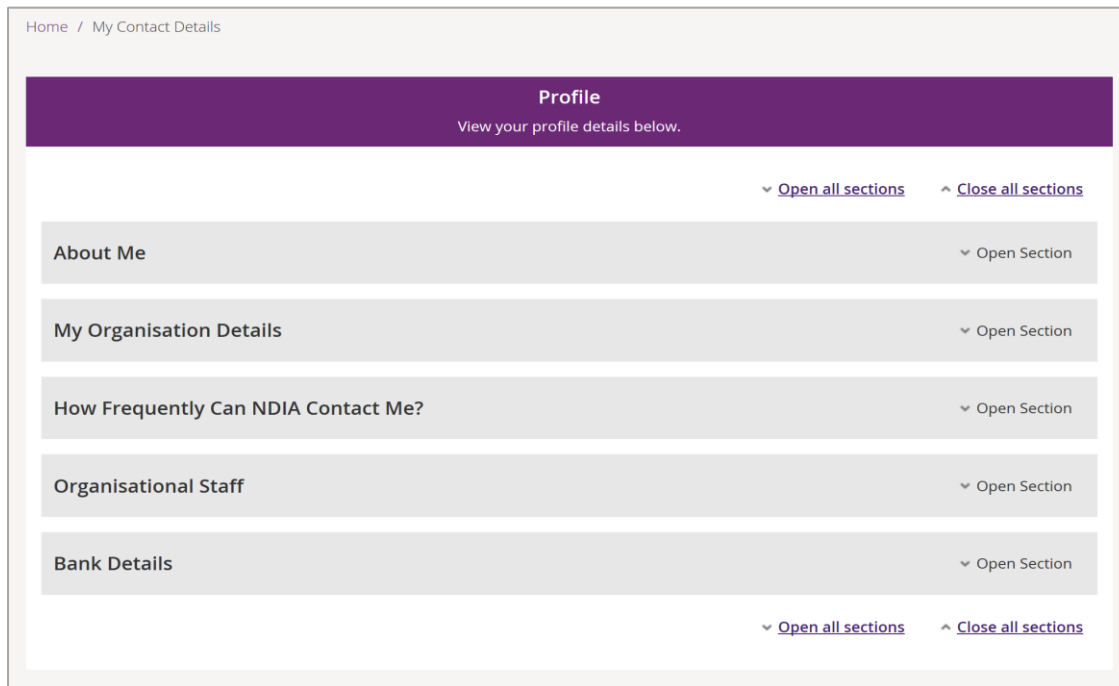 Home / My Contact Details
Profile
View your profile details below.
Open all sections Close all sections
About Me Open Section
My Organisation Details Open Section
How Frequently Can NDIA Contact Me? Open Section
Organisational Staff Open Section
Bank Details Open Section
Open all sections Close all sections